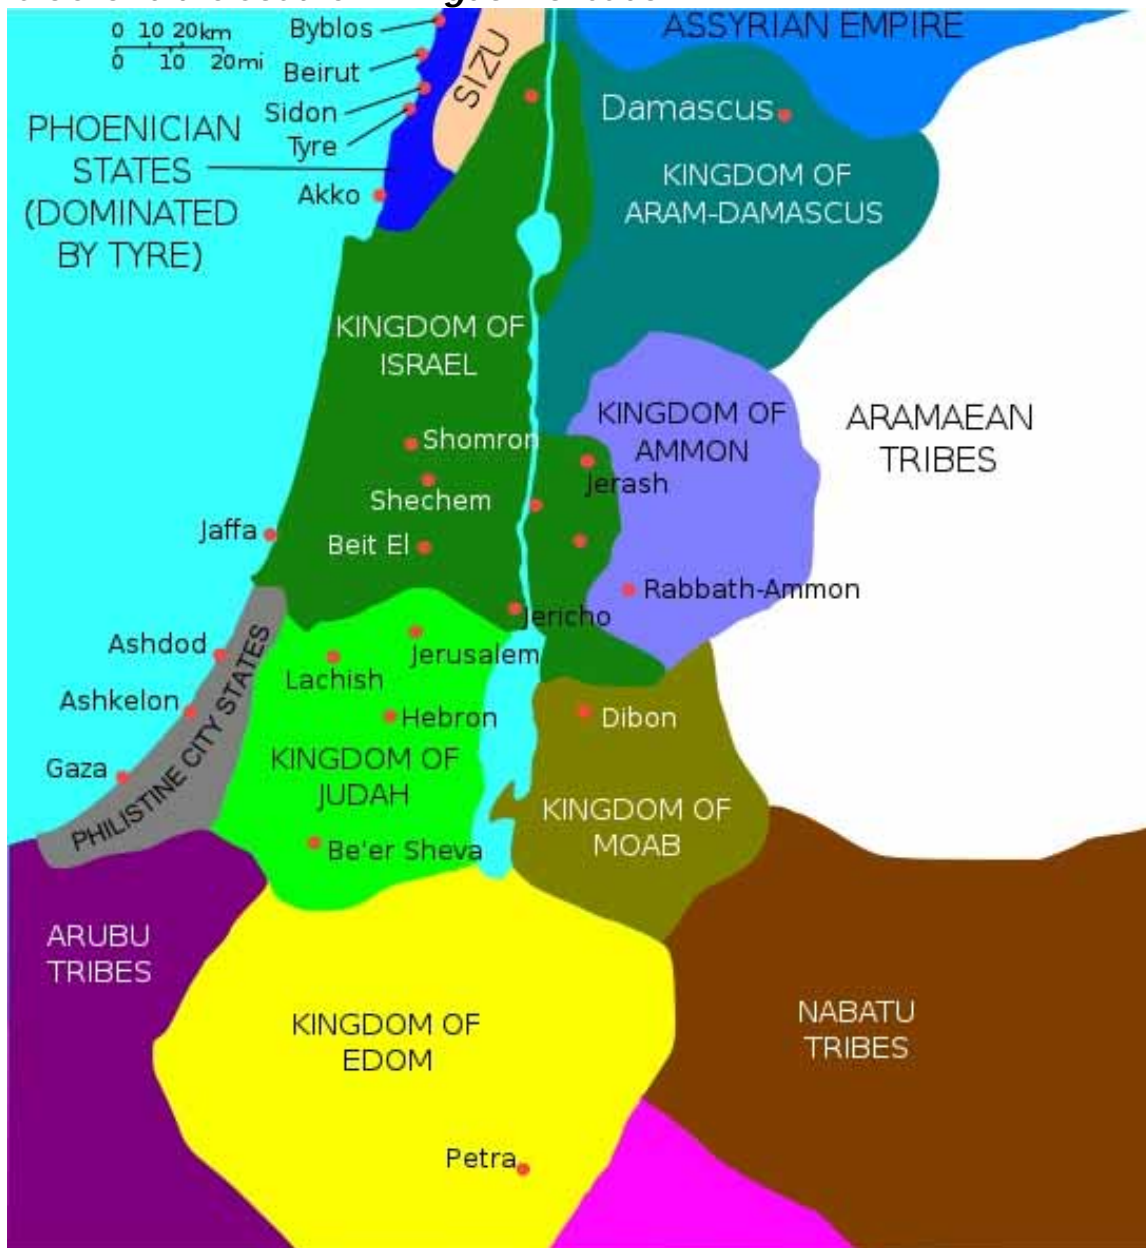 0 10 20km
0 10 20mi
Byblos
Beirut
Sidon
Tyre
Akko
PHOENICIAN
STATES
(DOMINATED
BY TYRE)
SIZU
ASSYRIAN EMPIRE
Damascus
KINGDOM OF
ARAM-DAMASCUS
KINGDOM OF
ISRAEL
KINGDOM OF
AMMON
ARAMAEAN
TRIBES
Shomron
Shechem
Jerash
Jaffa
Beit El
Rabbath-Ammon
Jericho
Ashdod
Jerusalem
Lachish
Ashkelon
Hebron
Dibon
Gaza
PHILISTINE CITY STATES
KINGDOM OF
JUDAH
KINGDOM OF
MOAB
Be'er Sheva
ARUBU
TRIBES
KINGDOM OF
EDOM
NABATU
TRIBES
Petra